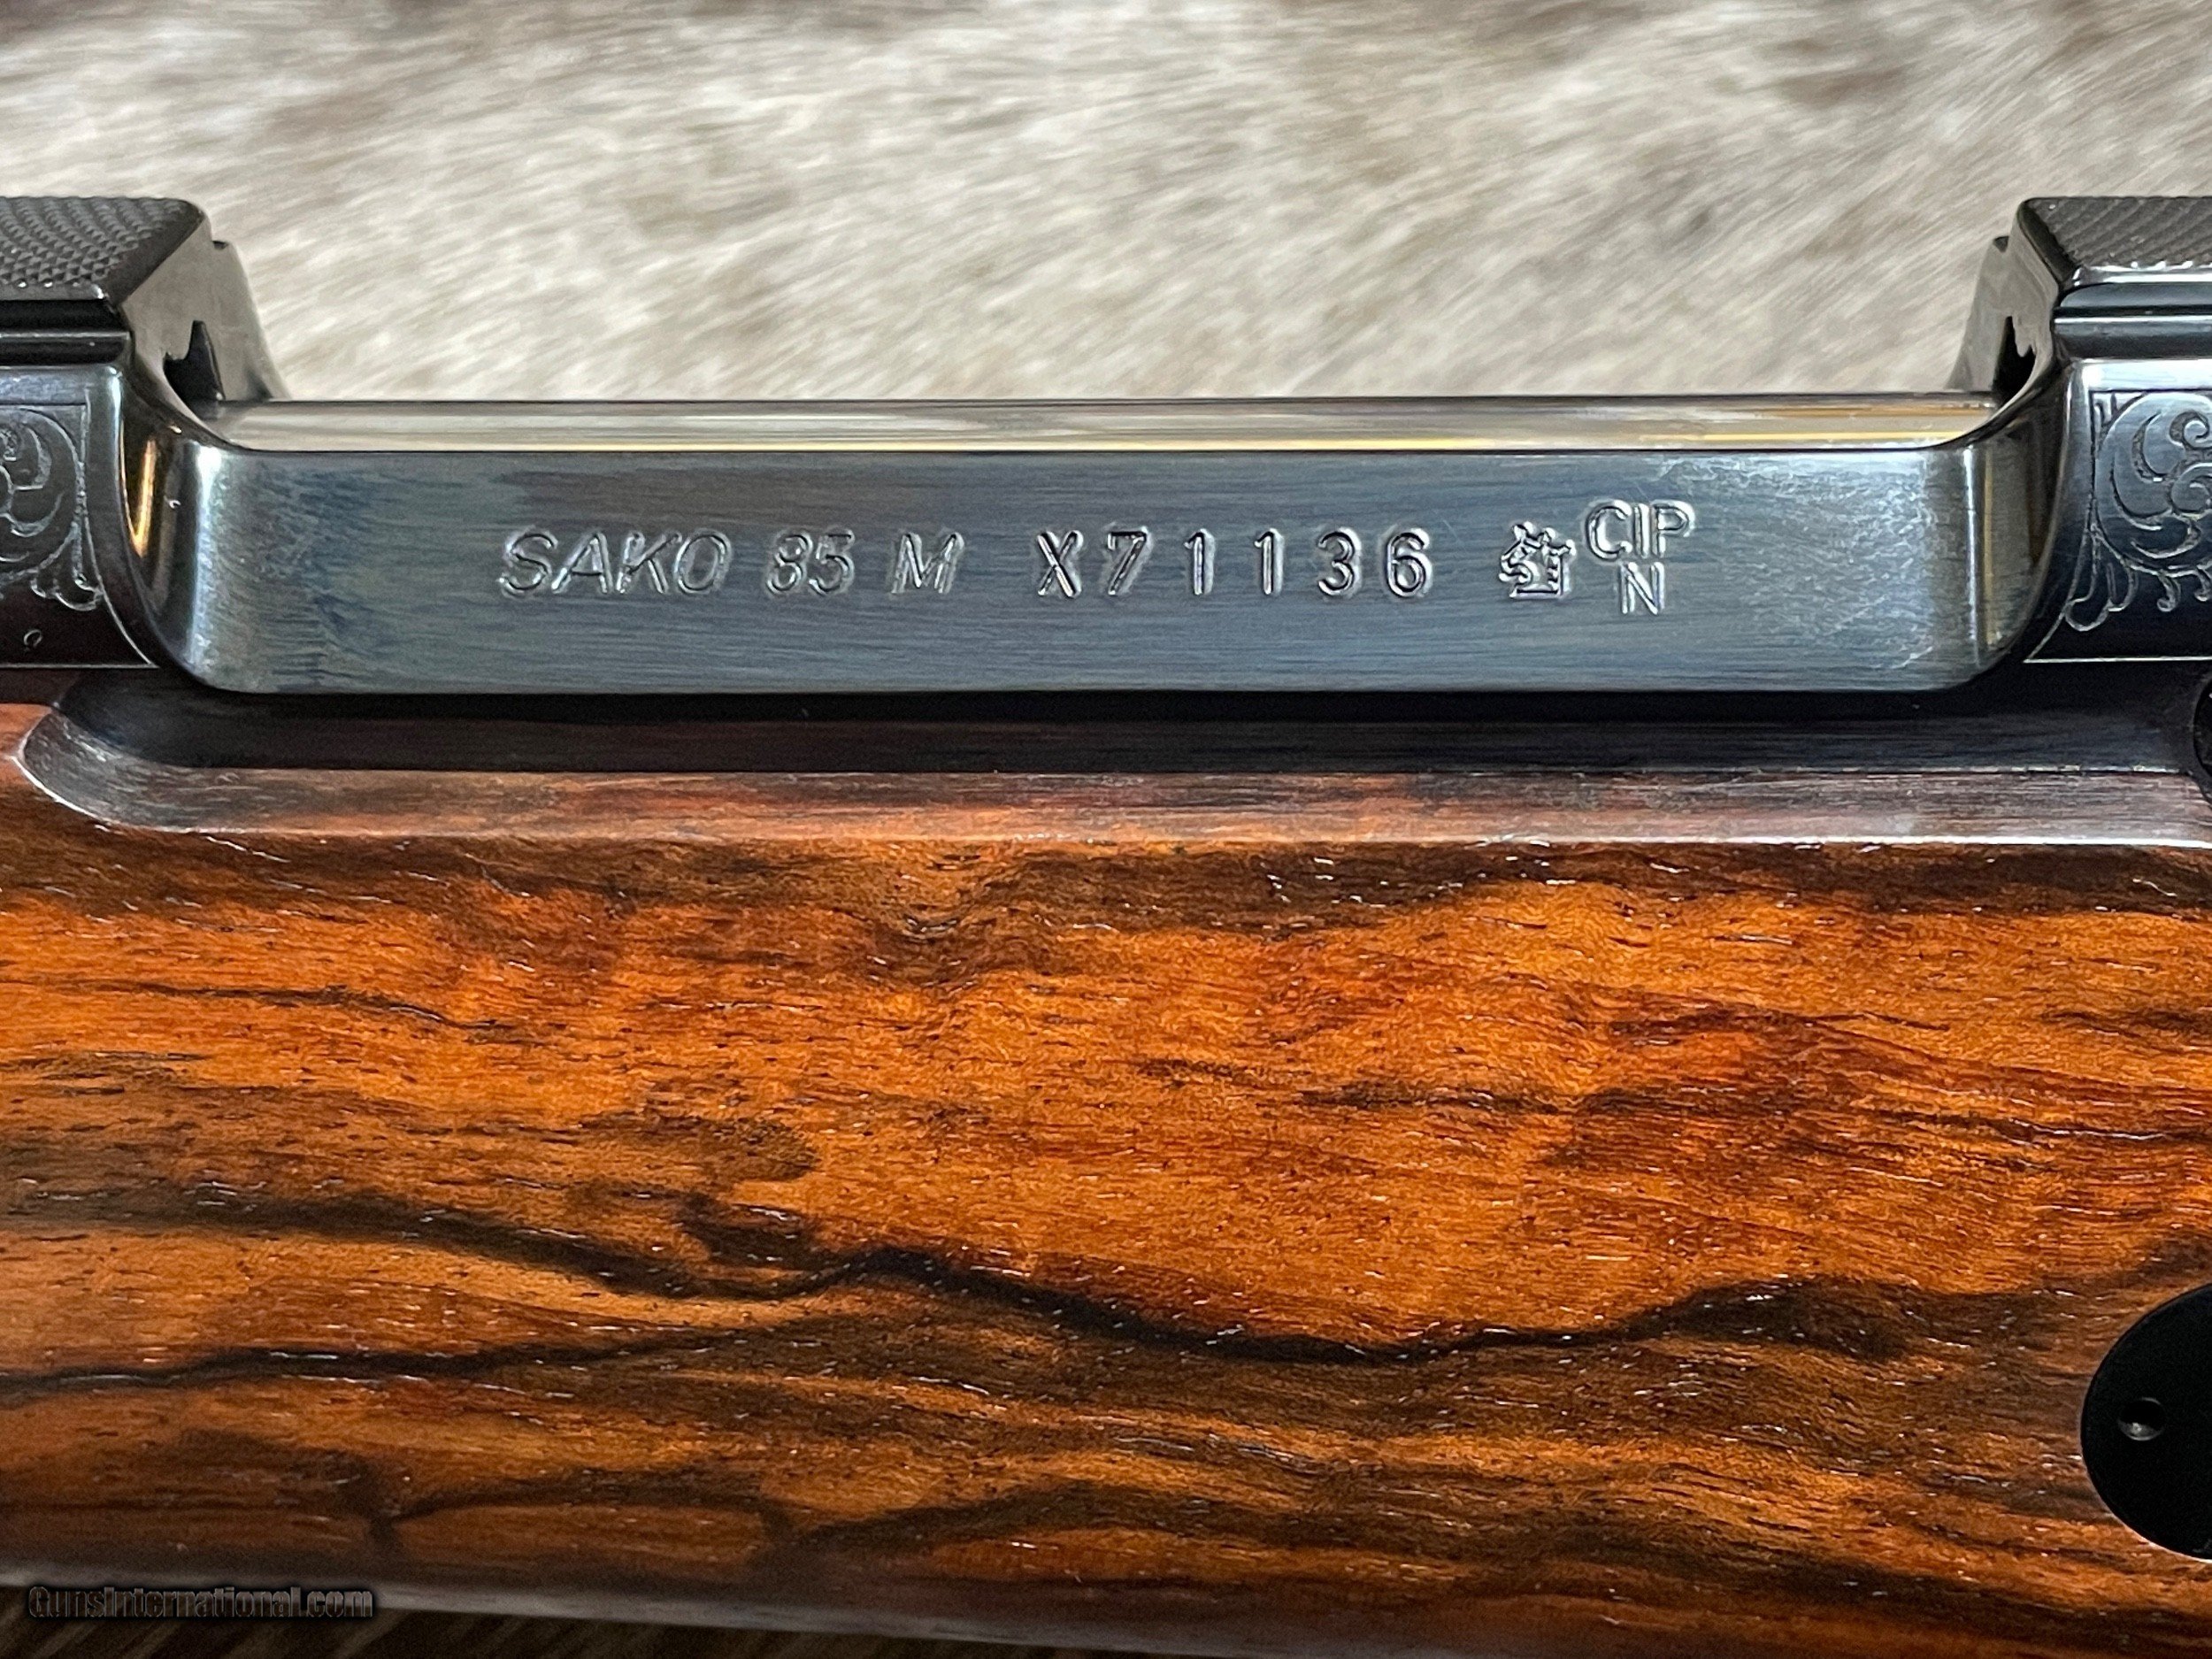 SAKO 85 M X71136 CIP
N
GunsInternational.com